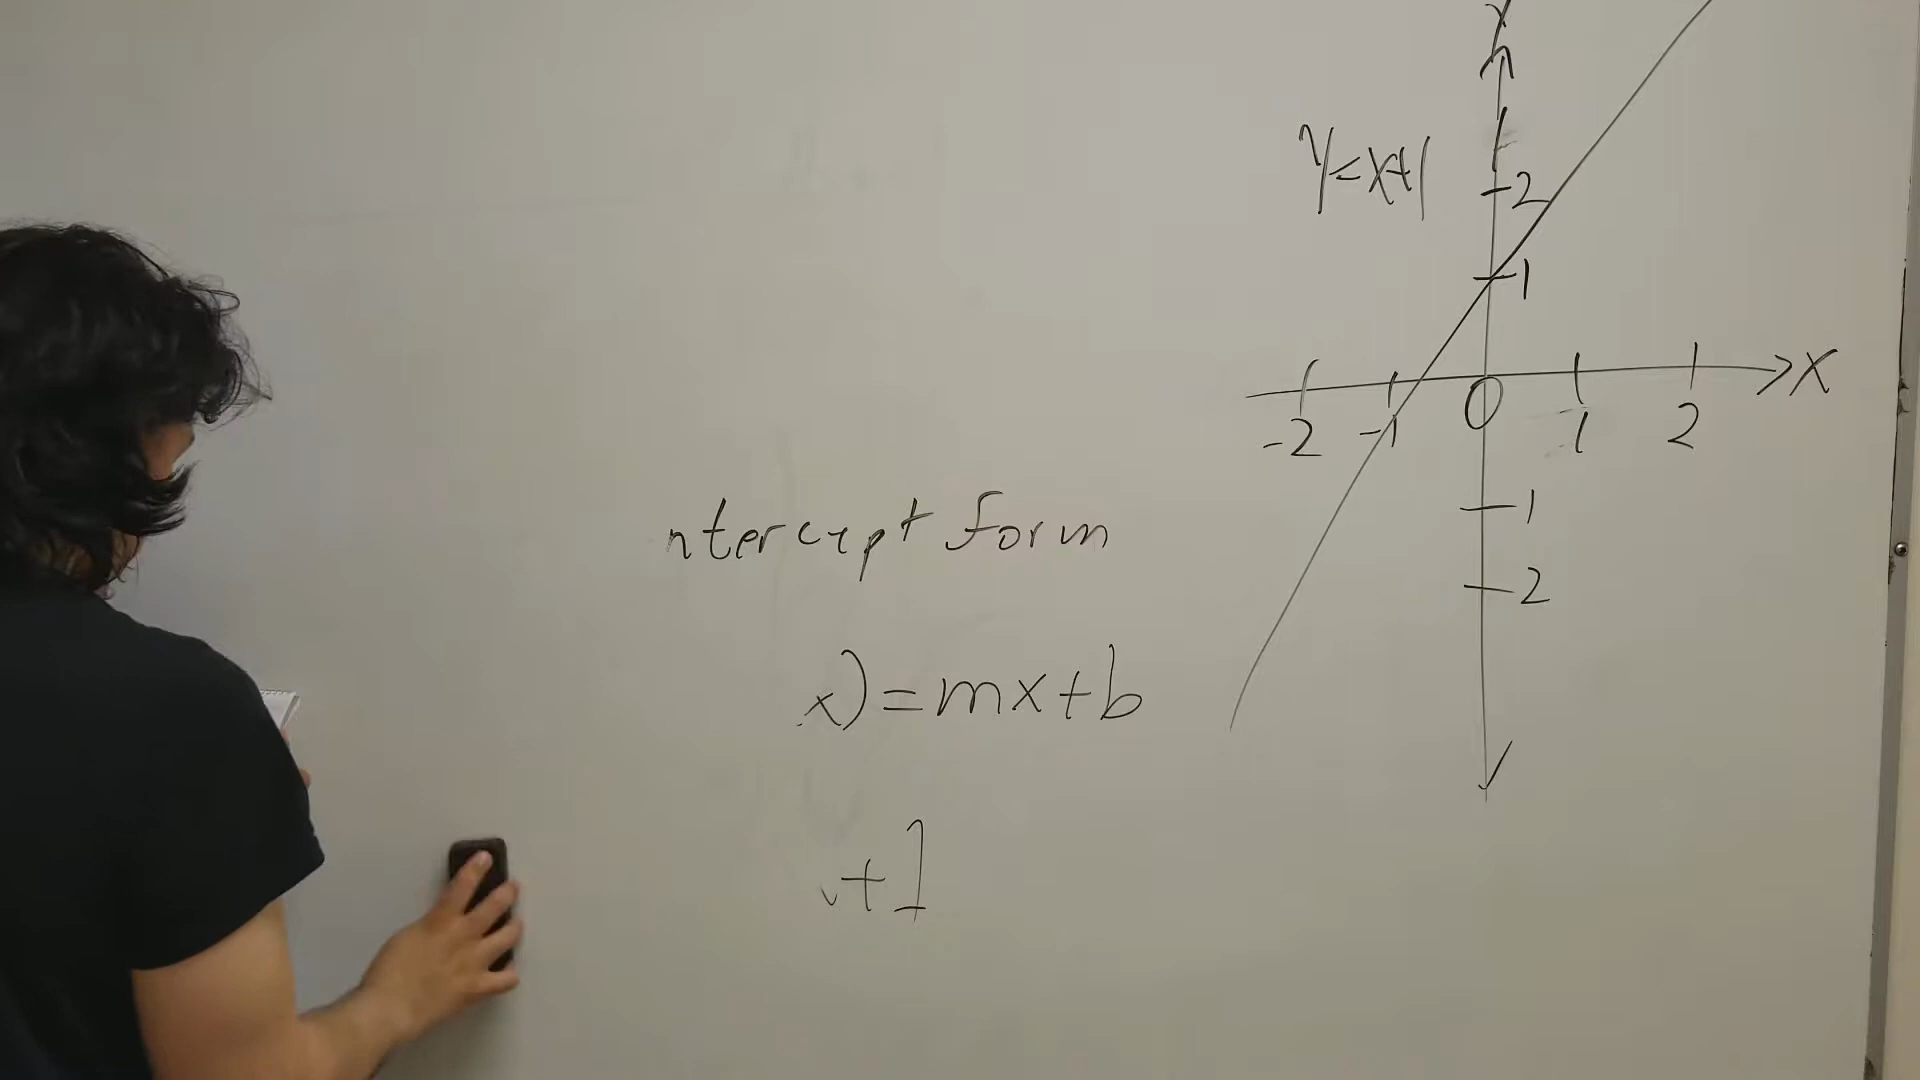 y
y<x+1
2
1
x
-2 -1 0 1 2
1
2
ntercept form
x)=mx+b
+1